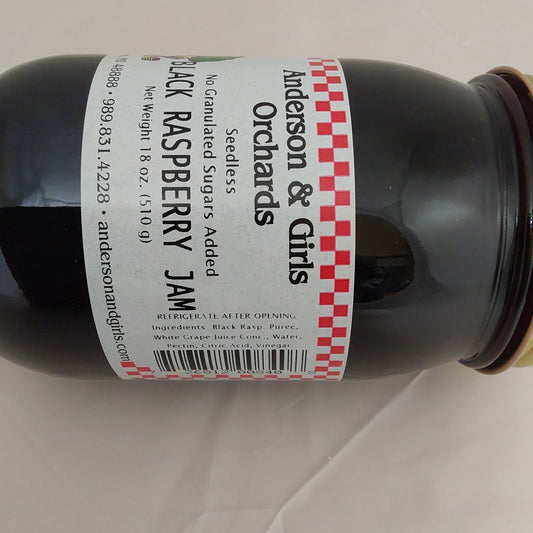 Anderson & Girls
Orchards
Seedless
No Granulated Sugars Added
BLACK RASPBERRY JAM
Net Weight 18 oz. (510 g)
48888 • 989.831.4228 • andersonandgirls.com
REFRIGERATE AFTER OPENING
Ingredients: Black Rasp. Puree,
White Grape Juice Conc., Water,
Pectin, Citric Acid, Vinegar